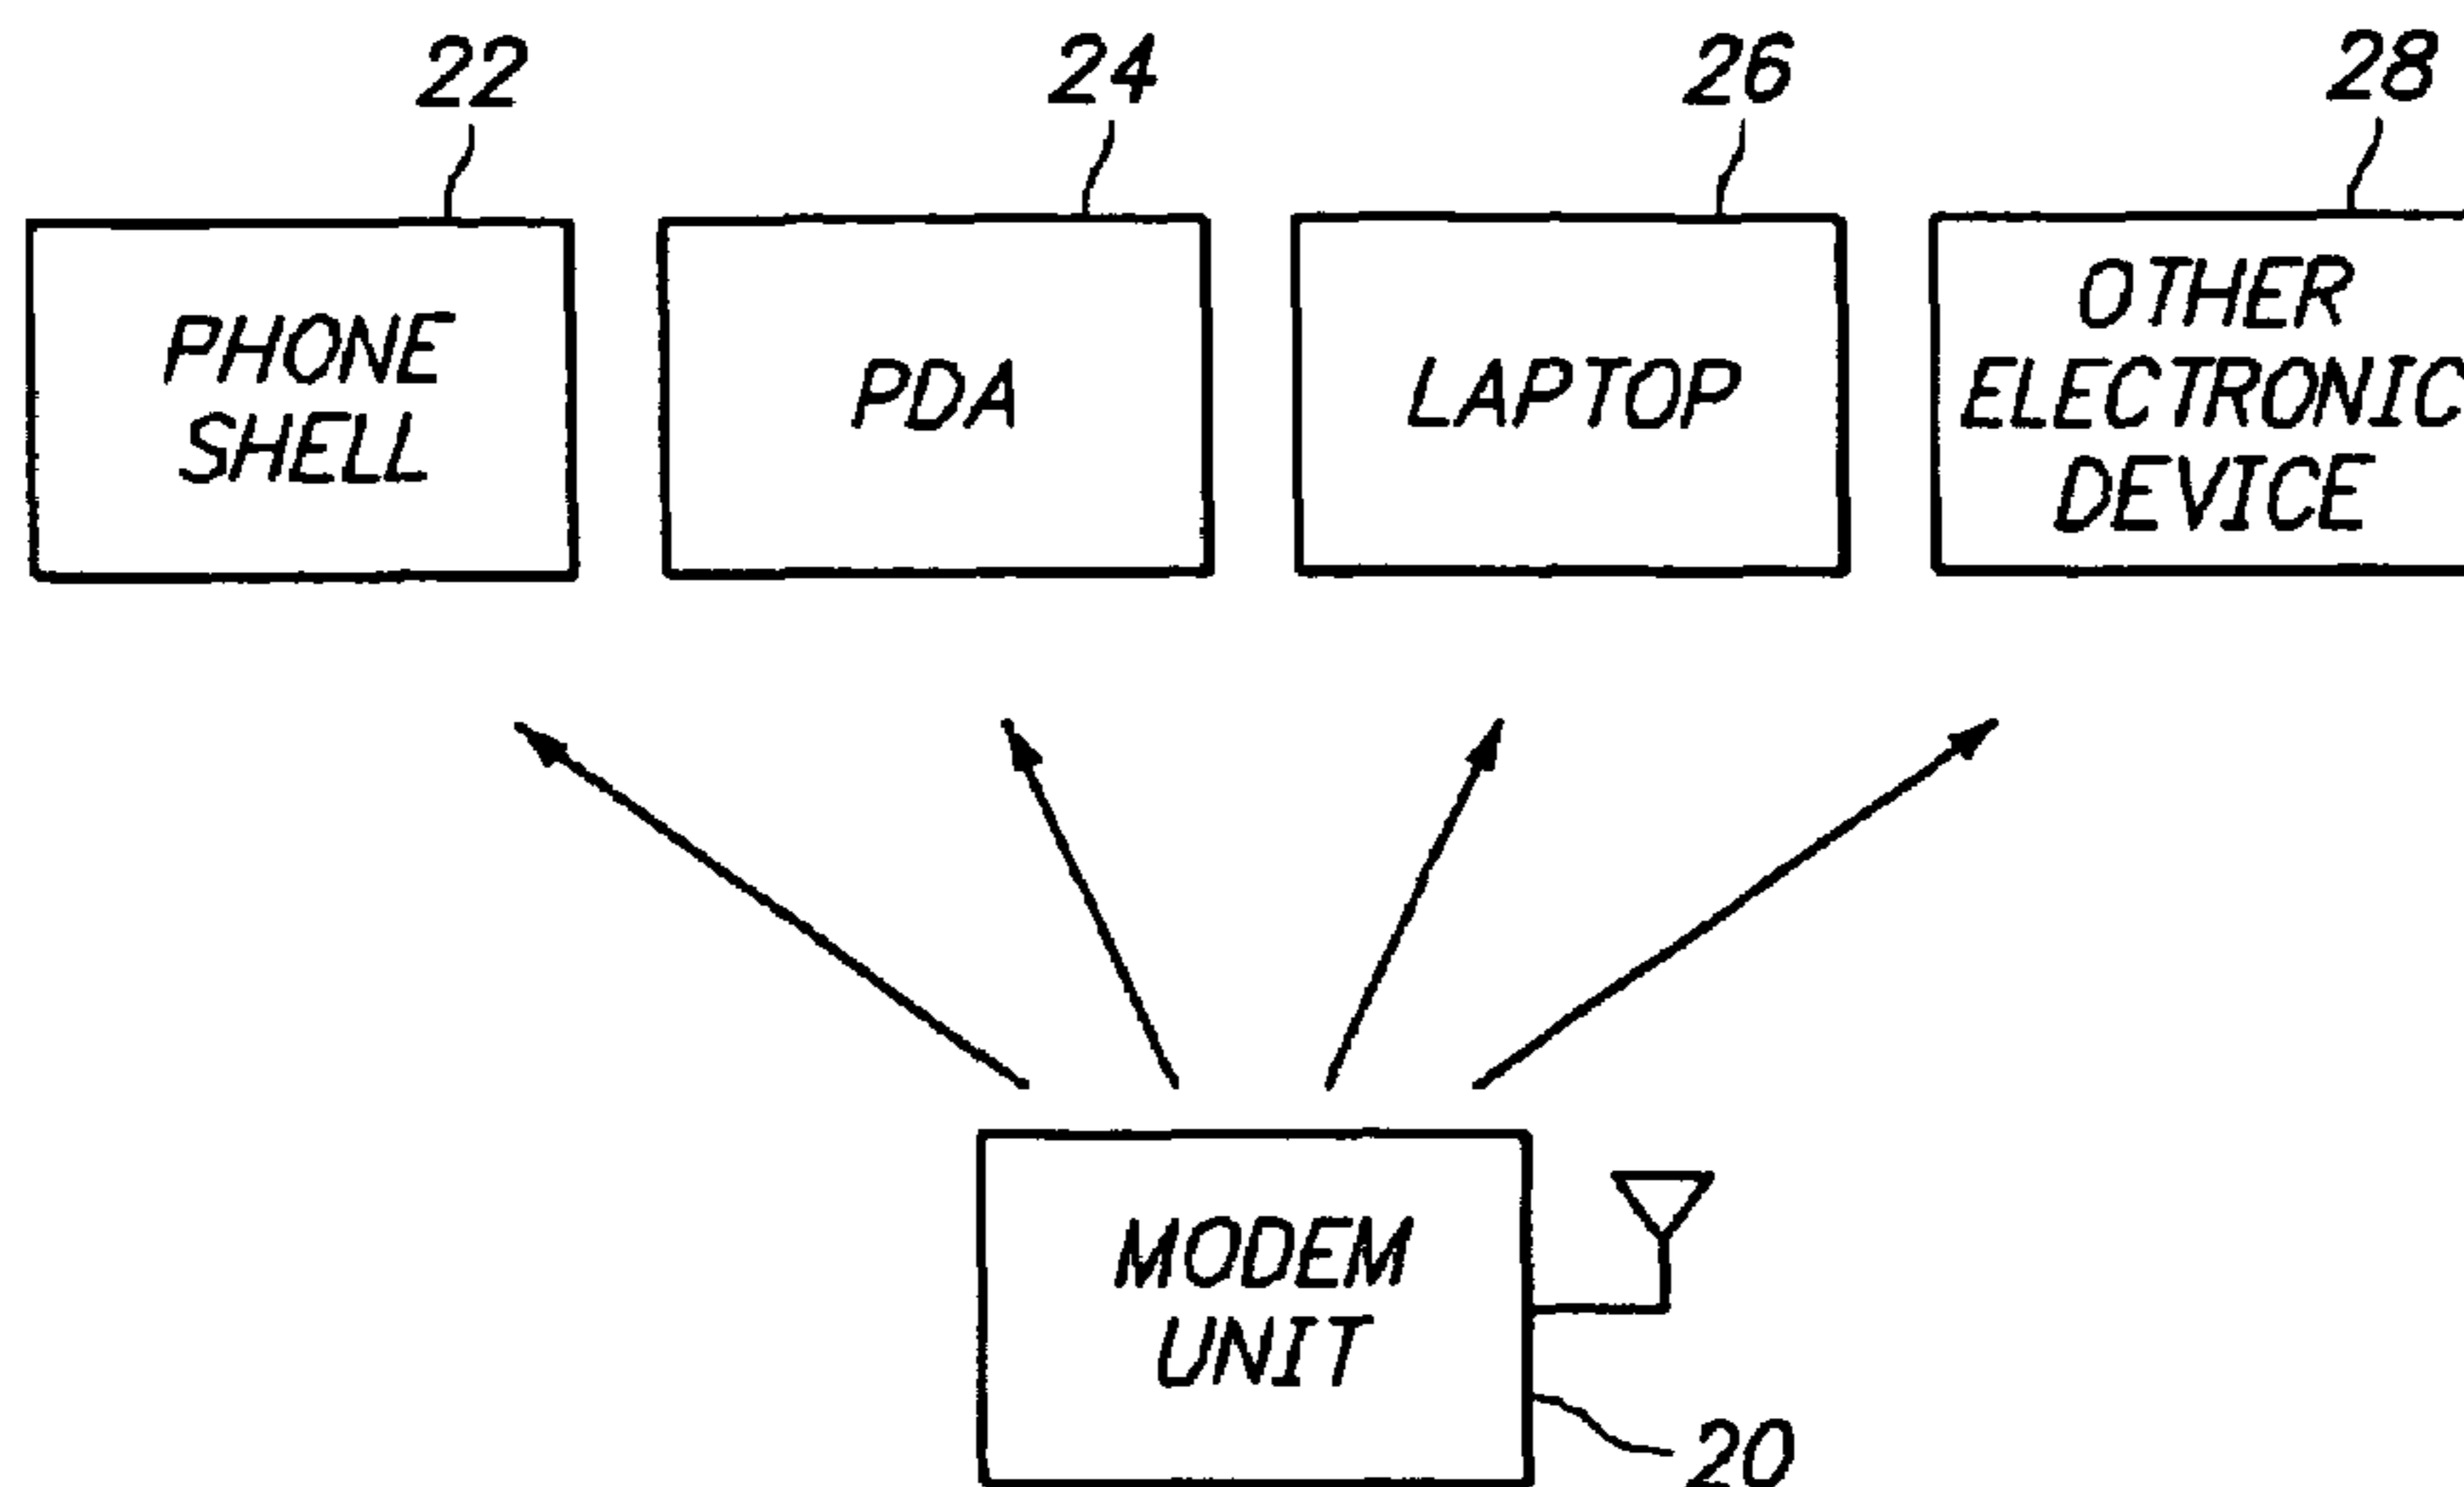 22
24
26
28
PHONE
SHELL
PDA
LAPTOP
OTHER
ELECTRONIC
DEVICE
MODEM
UNIT
20